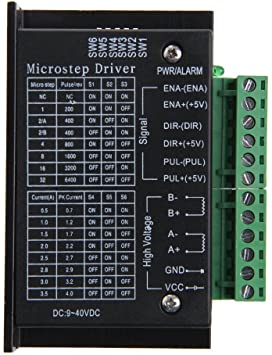 SW6
SW5
SW4
SW3
SW2
SW1
Microstep Driver
PWR/ALARM
Micro step Pulse/rev S1 S2 S3
NC NC ON ON ON
1 200 ON ON OFF
2/A 400 ON OFF ON
2/B 400 OFF ON ON
4 800 ON OFF OFF
8 1600 OFF ON OFF
16 3200 OFF OFF ON
32 6400 OFF OFF OFF
Current(A) PK Current S4 S5 S6
0.5 0.7 ON ON ON
1.0 1.2 ON OFF ON
1.5 1.7 ON ON OFF
2.0 2.2 ON OFF OFF
2.5 2.7 OFF ON ON
2.8 2.9 OFF OFF ON
3.0 3.2 OFF ON OFF
3.5 4.0 OFF OFF OFF
DC:9~40VDC
Signal
ENA-(ENA)
ENA+(+5V)
DIR-(DIR)
DIR+(+5V)
PUL-(PUL)
PUL+(+5V)
High Voltage
B-
B+
A-
A+
GND
VCC